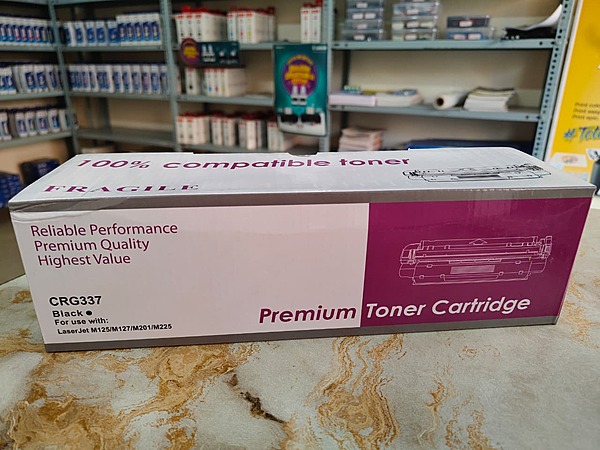 100% compatible toner
FRAGILE
Reliable Performance
Premium Quality
Highest Value
CRG337
Black
For use with:
LaserJet M125/M127/M201/M225
Premium Toner Cartridge